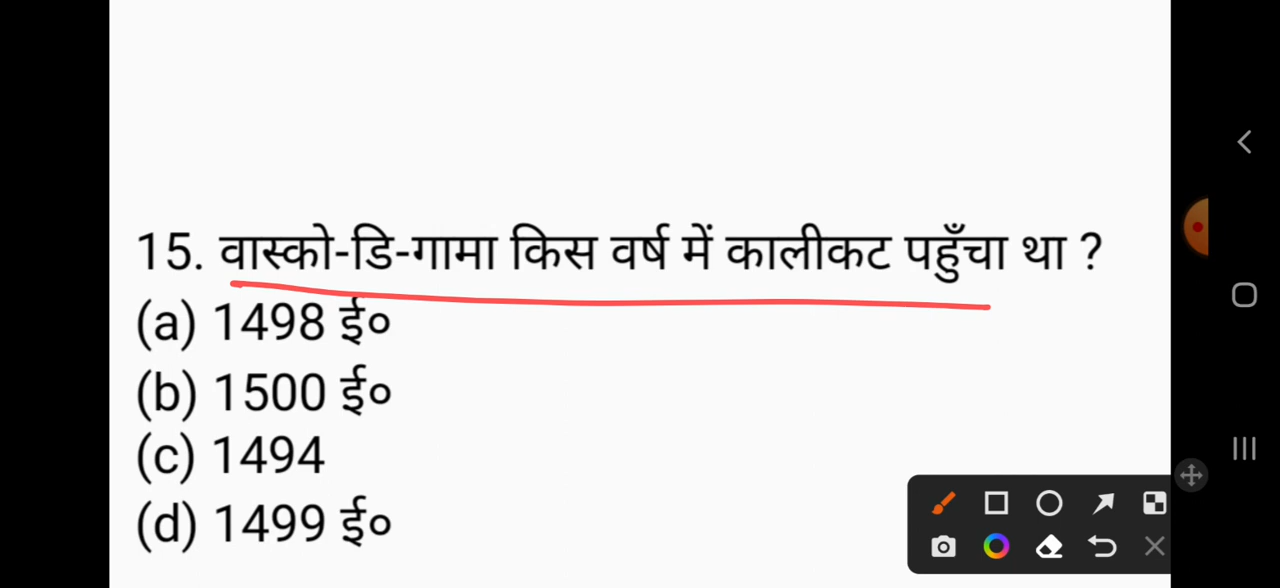 15. वास्को-डि-गामा किस वर्ष में कालीकट पहुँचा था ?
(a) 1498 ई०
(b) 1500 ई०
(c) 1494
(d) 1499 ई०